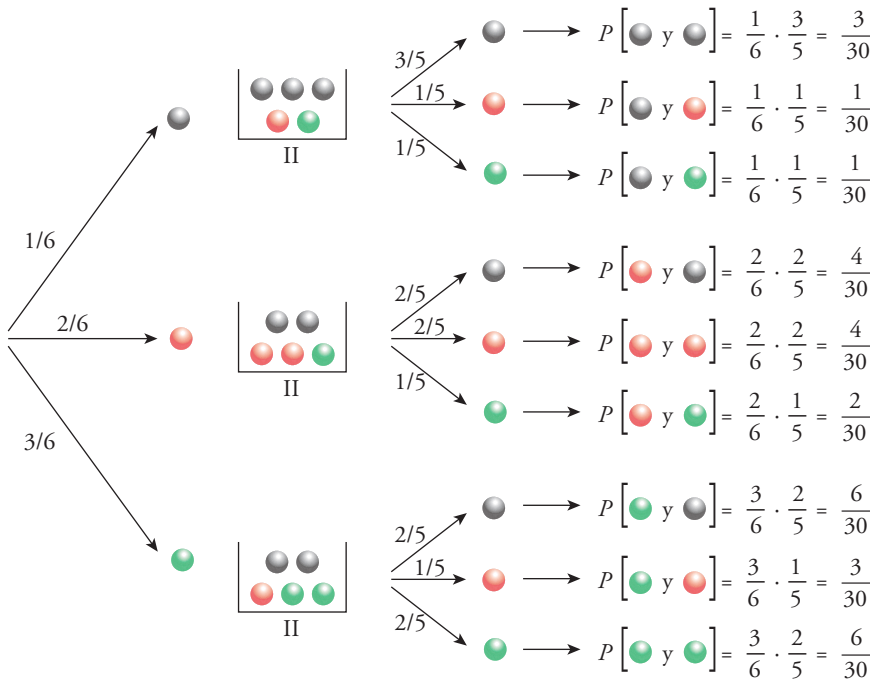 3/5
1/5
1/5
II
P [ y ] = 1/6 · 3/5 = 3/30
P [ y ] = 1/6 · 1/5 = 1/30
P [ y ] = 1/6 · 1/5 = 1/30
1/6
2/6
3/6
2/5
2/5
1/5
II
P [ y ] = 2/6 · 2/5 = 4/30
P [ y ] = 2/6 · 2/5 = 4/30
P [ y ] = 2/6 · 1/5 = 2/30
2/5
1/5
2/5
II
P [ y ] = 3/6 · 2/5 = 6/30
P [ y ] = 3/6 · 1/5 = 3/30
P [ y ] = 3/6 · 2/5 = 6/30